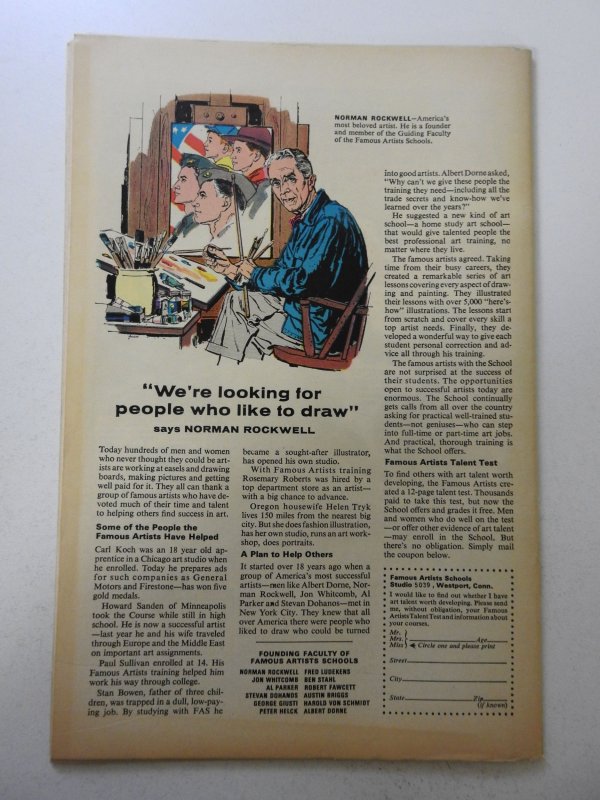 NORMAN ROCKWELL—America's
most beloved artist. He is a founder
and member of the Guiding Faculty
of the Famous Artists Schools.
"We're looking for
people who like to draw"
says NORMAN ROCKWELL
Today hundreds of men and women
who never thought they could be art-
ists are working at easels and drawing
boards, making pictures and getting
well paid for it. They all can thank a
group of famous artists who have de-
voted much of their time and talent
to helping others find success in art.
Some of the People the
Famous Artists Have Helped
Carl Koch was an 18 year old ap-
prentice in a Chicago art studio when
he enrolled. Today he prepares ads
for such companies as General
Motors and Firestone—has won five
gold medals.
Howard Sanden of Minneapolis
took the Course while still in high
school. He is now a successful artist
—last year he and his wife traveled
through Europe and the Middle East
on important art assignments.
Paul Sullivan enrolled at 14. His
Famous Artists training helped him
work his way through college.
Stan Bowen, father of three chil-
dren, was trapped in a dull, low-pay-
ing job. By studying with FAS he
became a sought-after illustrator,
has opened his own studio.
With Famous Artists training
Rosemary Roberts was hired by a
top department store as an artist—
with a big chance to advance.
Oregon housewife Helen Tryk
lives 150 miles from the nearest big
city. But she does fashion illustration,
has her own studio, runs an art work-
shop, does portraits.
A Plan to Help Others
It started over 18 years ago when a
group of America's most successful
artists—men like Albert Dorne, Nor-
man Rockwell, Jon Whitcomb, Al
Parker and Stevan Dohanos—met in
New York City. They knew that all
over America there were people who
liked to draw who could be turned
FOUNDING FACULTY OF
FAMOUS ARTISTS SCHOOLS
NORMAN ROCKWELL FRED LUDEKENS
JON WHITCOMB BEN STAHL
AL PARKER ROBERT FAWCETT
STEVAN DOHANOS AUSTIN BRIGGS
GEORGE GIUSTI HAROLD VON SCHMIDT
PETER HELCK ALBERT DORNE
into good artists. Albert Dorne asked,
"Why can't we give these people the
training they need—including all the
trade secrets and know-how we've
learned over the years?"
He suggested a new kind of art
school—a home study art school—
that would give talented people the
best professional art training, no
matter where they live.
The famous artists agreed. Taking
time from their busy careers, they
created a remarkable series of art
lessons covering every aspect of draw-
ing and painting. They illustrated
their lessons with over 5,000 "here's-
how" illustrations. The lessons start
from scratch and cover every skill a
top artist needs. Finally, they de-
veloped a wonderful way to give each
student personal correction and ad-
vice all through his training.
The famous artists with the School
are not surprised at the success of
their students. The opportunities
open to successful artists today are
enormous. The School continually
gets calls from all over the country
asking for practical well-trained stu-
dents—not geniuses—who can step
into full-time or part-time art jobs.
And practical, thorough training is
what the School offers.
Famous Artists Talent Test
To find others with art talent worth
developing, the Famous Artists cre-
ated a 12-page talent test. Thousands
paid to take this test, but now the
School offers and grades it free. Men
and women who do well on the test
—or offer other evidence of art talent
—may enroll in the School. But
there's no obligation. Simply mail
the coupon below.
Famous Artists Schools
Studio 5039, Westport, Conn.
I would like to find out whether I have
art talent worth developing. Please send
me, without obligation, your Famous
Artists Talent Test and information about
your courses.
Mr.
Mrs. Age
Miss Circle one and please print
Street
City
State Zip
(if known)